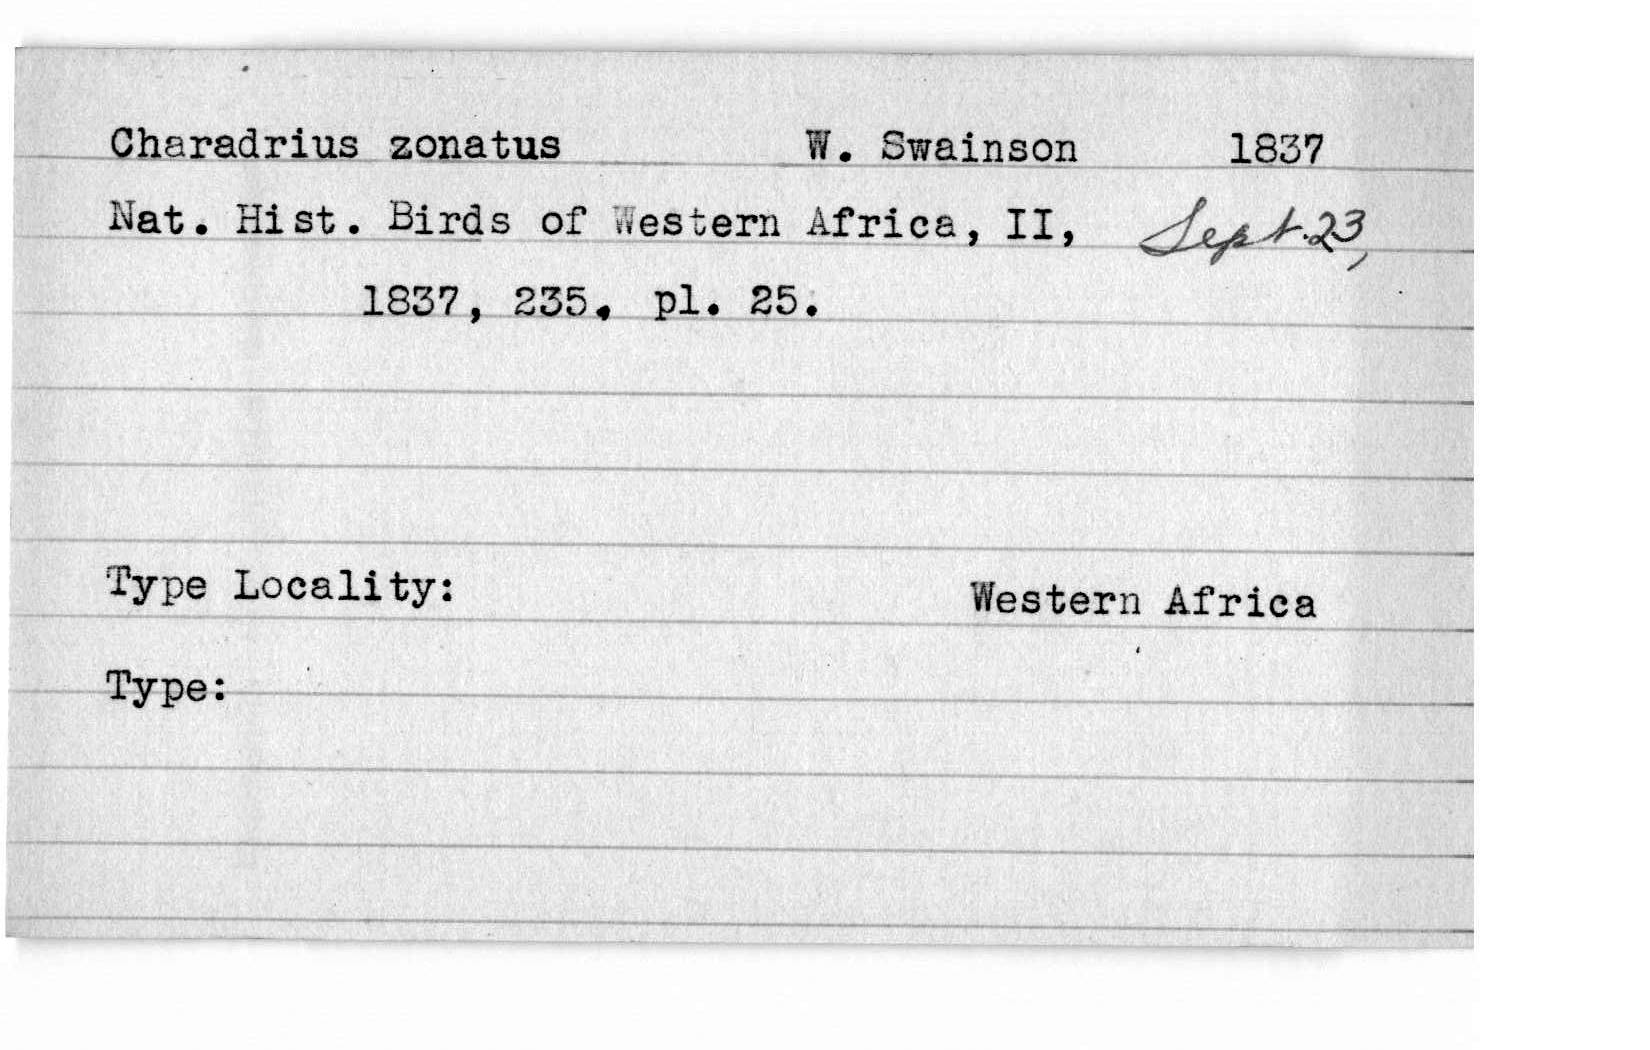 Charadrius zonatus W. Swainson 1837
Nat. Hist. Birds of Western Africa, II, Sept. 23,
1837, 235, pl. 25.
Type Locality: Western Africa
Type: